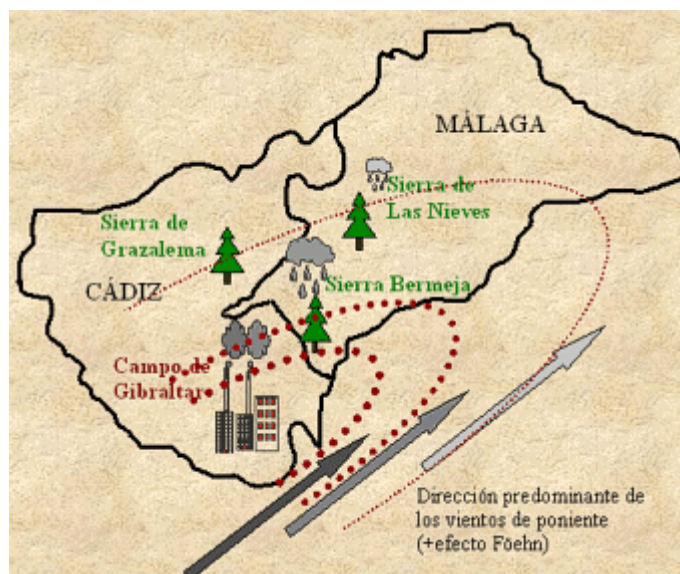 MÁLAGA
Sierra de
Las Nieves
Sierra de
Grazalema
CÁDIZ
Sierra Bermeja
Campo de
Gibraltar
Dirección predominante de
los vientos de poniente
(+efecto Föehn)